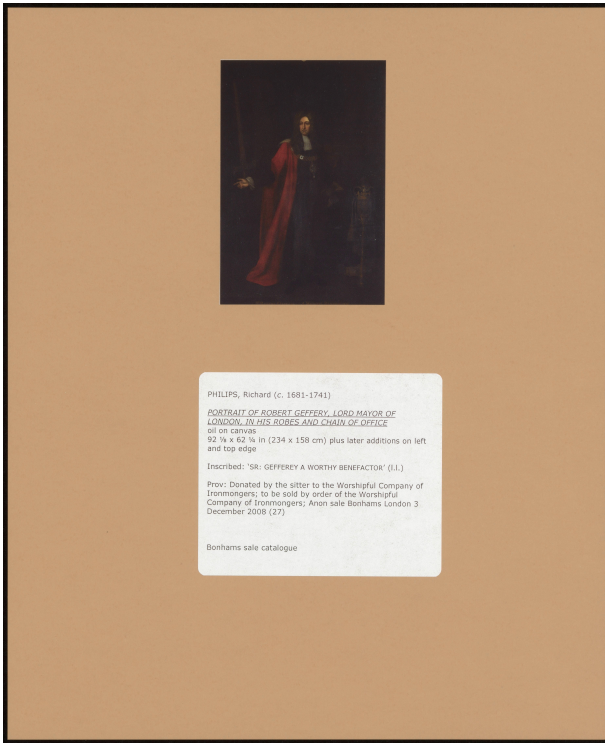 PHILIPS, Richard (c. 1681-1741)
PORTRAIT OF ROBERT GEFFERY, LORD MAYOR OF
LONDON, IN HIS ROBES AND CHAIN OF OFFICE
oil on canvas
92 ⅛ x 62 ¼ in (234 x 158 cm) plus later additions on left
and top edge
Inscribed: ‘SR: GEFFEREY A WORTHY BENEFACTOR’ (l.l.)
Prov: Donated by the sitter to the Worshipful Company of
Ironmongers; to be sold by order of the Worshipful
Company of Ironmongers; Anon sale Bonhams London 3
December 2008 (27)
Bonhams sale catalogue